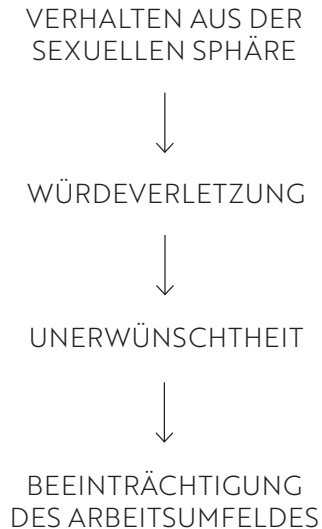 VERHALTEN AUS DER
SEXUELLEN SPHÄRE
WÜRDEVERLETZUNG
UNERWÜNSCHTHEIT
BEEINTRÄCHTIGUNG
DES ARBEITSUMFELDES